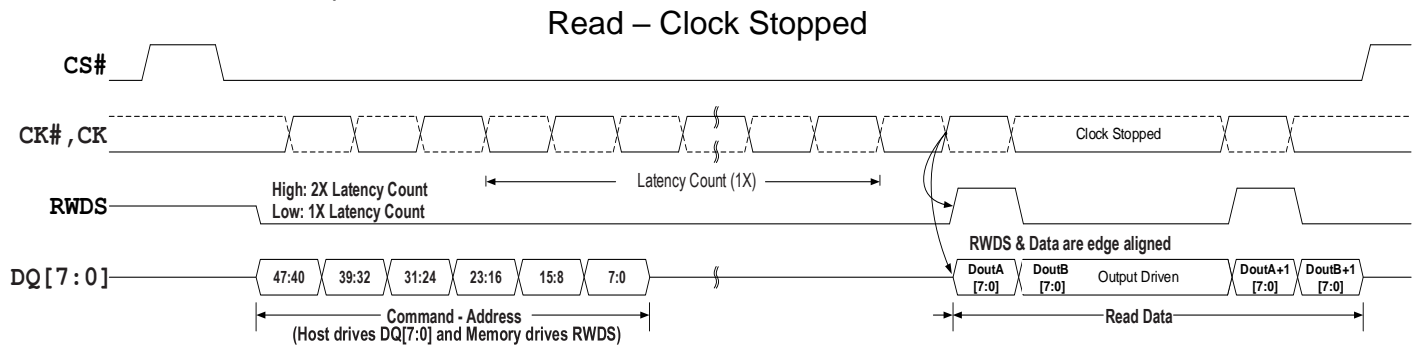 Read – Clock Stopped
CS#
CK#,CK
Clock Stopped
Latency Count (1X)
High: 2X Latency Count
Low: 1X Latency Count
RWDS
RWDS & Data are edge aligned
DQ[7:0]
47:40 39:32 31:24 23:16 15:8 7:0
DoutA DoutB Output Driven DoutA+1 DoutB+1
[7:0] [7:0] [7:0] [7:0]
Command - Address
(Host drives DQ[7:0] and Memory drives RWDS)
Read Data